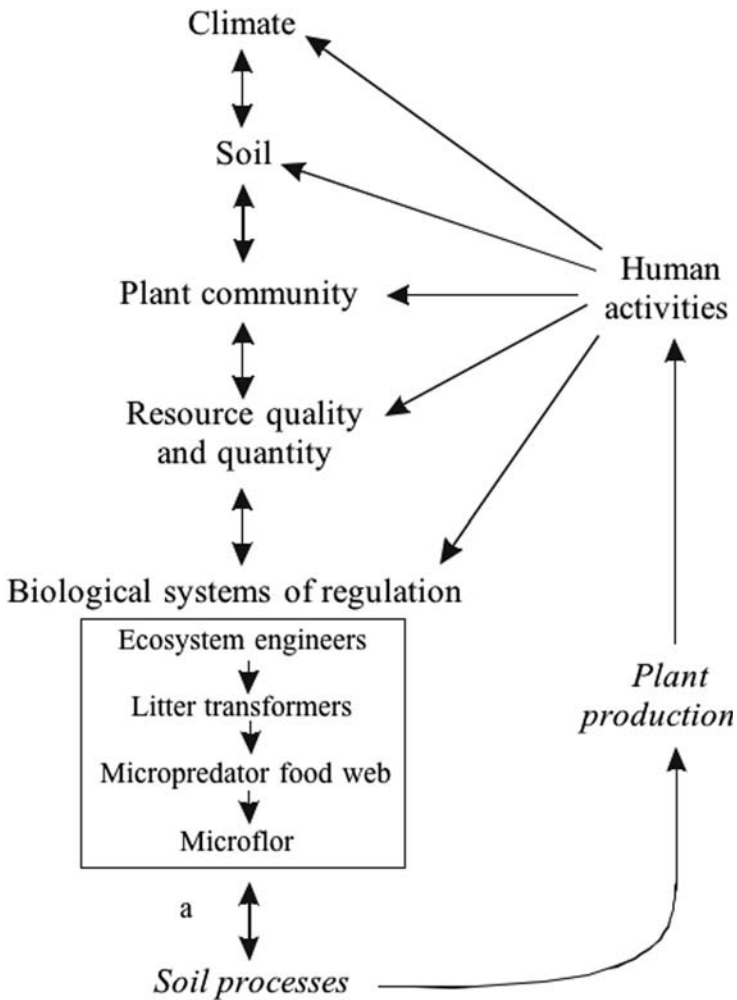 Climate
Soil
Plant community
Human
activities
Resource quality
and quantity
Biological systems of regulation
Ecosystem engineers
Litter transformers
Micropredator food web
Microflor
a
Plant
production
Soil processes